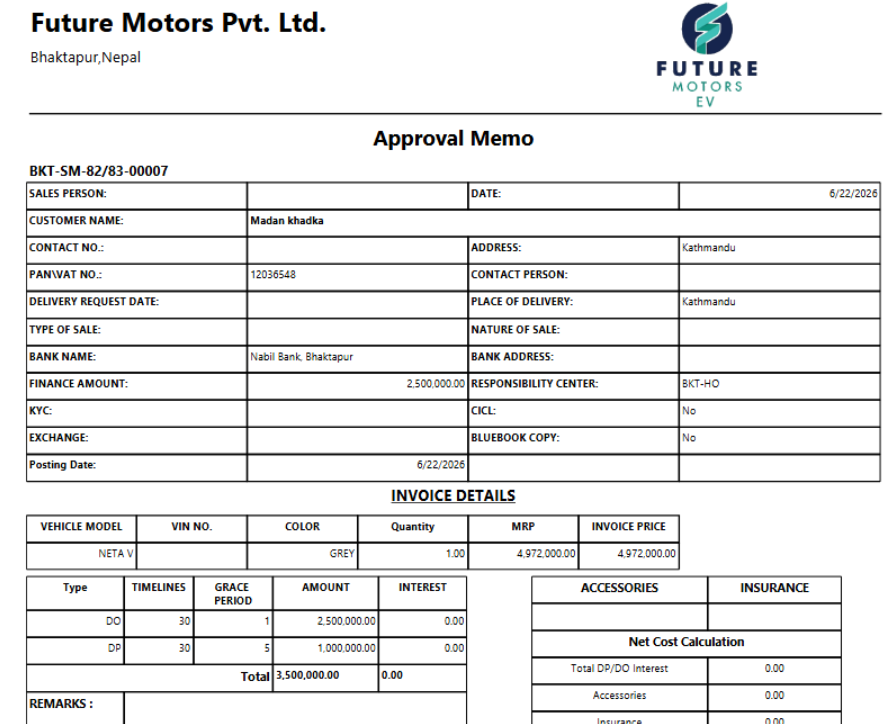 Future Motors Pvt. Ltd.
Bhaktapur,Nepal
FUTURE
MOTORS
EV
Approval Memo
BKT-SM-82/83-00007
SALES PERSON: DATE: 6/22/2026
CUSTOMER NAME: Madan khadka
CONTACT NO.: ADDRESS: Kathmandu
PAN\VAT NO.: 12036548 CONTACT PERSON:
DELIVERY REQUEST DATE: PLACE OF DELIVERY: Kathmandu
TYPE OF SALE: NATURE OF SALE:
BANK NAME: Nabil Bank, Bhaktapur BANK ADDRESS:
FINANCE AMOUNT: 2,500,000.00 RESPONSIBILITY CENTER: BKT-HO
KYC: CICL: No
EXCHANGE: BLUEBOOK COPY: No
Posting Date: 6/22/2026
INVOICE DETAILS
VEHICLE MODEL VIN NO. COLOR Quantity MRP INVOICE PRICE
NETA V GREY 1.00 4,972,000.00 4,972,000.00
Type TIMELINES GRACE PERIOD AMOUNT INTEREST
DO 30 1 2,500,000.00 0.00
DP 30 5 1,000,000.00 0.00
Total 3,500,000.00 0.00
REMARKS :
ACCESSORIES INSURANCE
Net Cost Calculation
Total DP/DO Interest 0.00
Accessories 0.00
Insurance 0.00